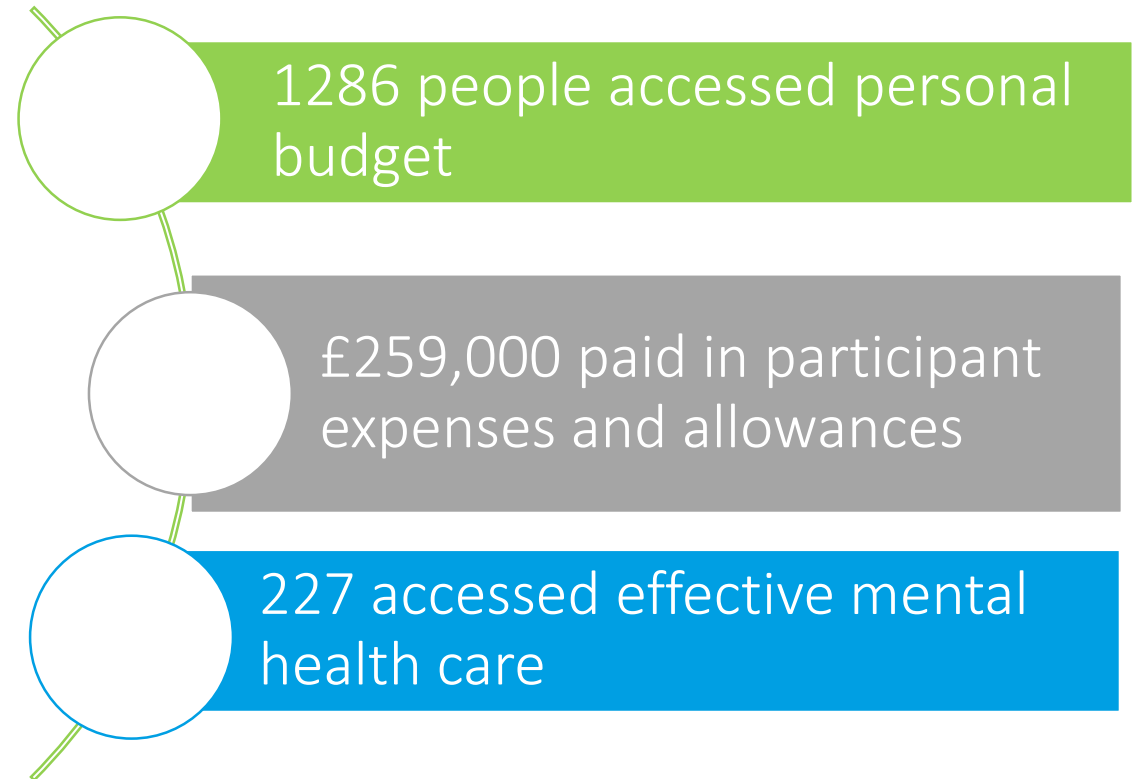 1286 people accessed personal
budget
£259,000 paid in participant
expenses and allowances
227 accessed effective mental
health care